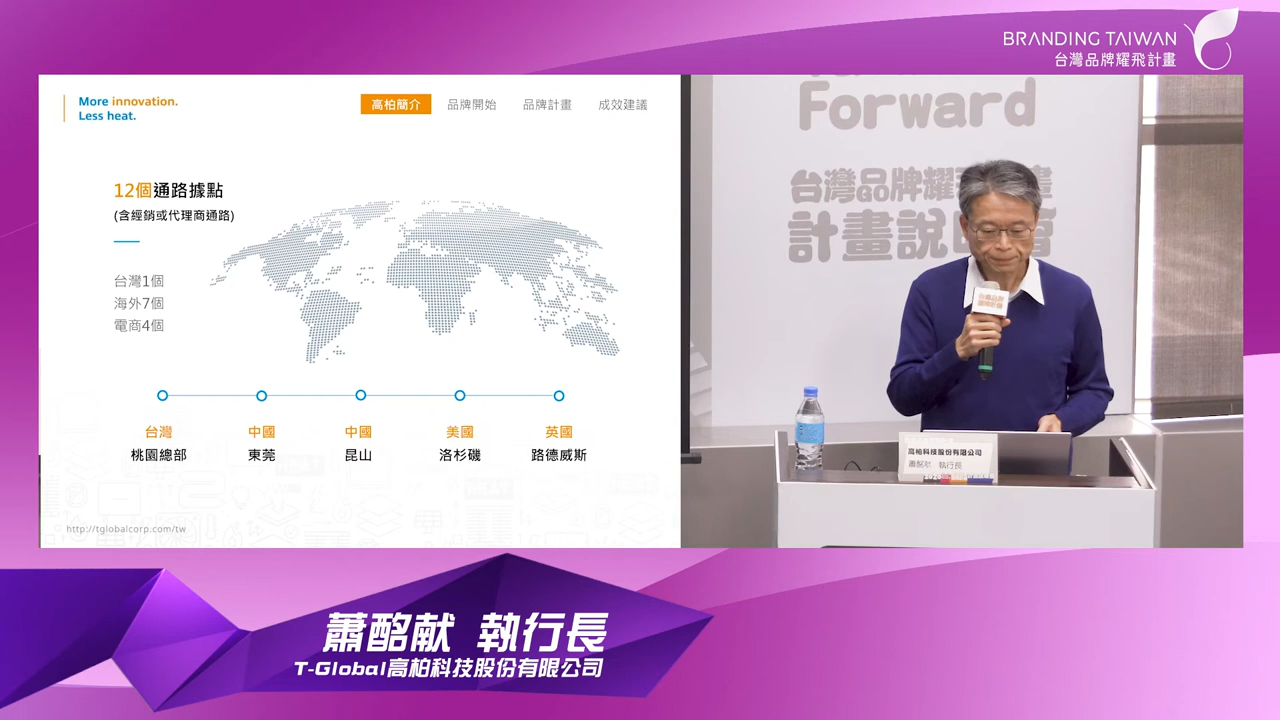 BRANDING TAIWAN
台灣品牌耀飛計畫
More innovation.
Less heat.
高柏簡介
品牌開始
品牌計畫
成效建議
12個通路據點
(含經銷或代理商通路)
台灣1個
海外7個
電商4個
台灣
中國
中國
美國
英國
桃園總部
東莞
昆山
洛杉磯
路德威斯
http://tglobalcorp.com/tw
Forward
台灣品牌耀
畫
計畫說
高柏科技股份有限公司
蕭酩献 執行長
蕭酩献 執行長
T-Global高柏科技股份有限公司